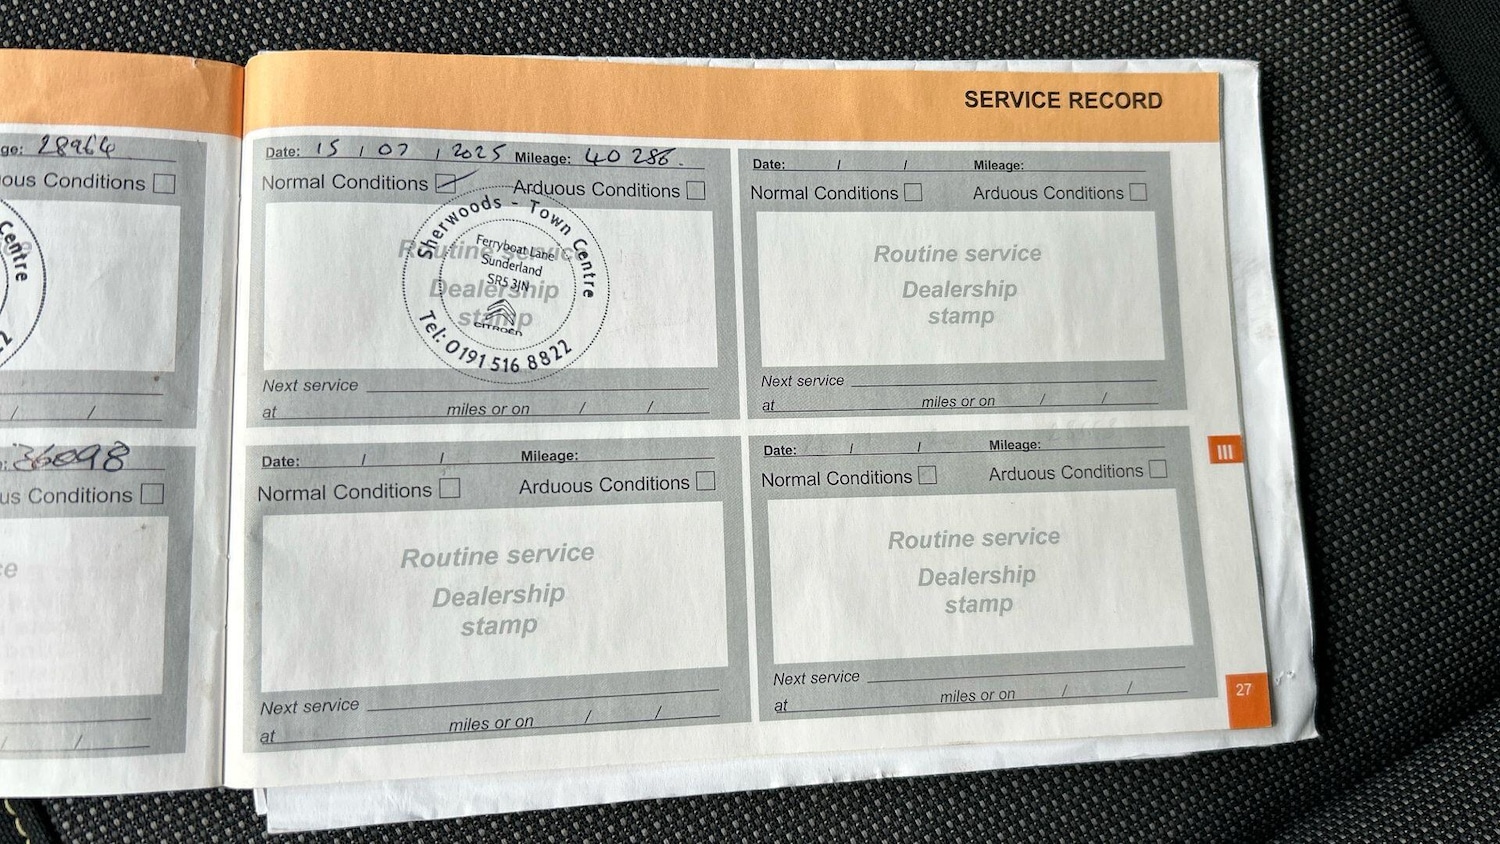 SERVICE RECORD
ge: 28964
ous Conditions
Centre
2
/ /
: 36098
us Conditions
e
/ /
Date: 15 / 07 / 2025 Mileage: 40 286.
Normal Conditions Arduous Conditions
Routine service
Dealership
stamp
Sherwoods - Town Centre
Ferryboat Lane
Sunderland
SR5 3JN
CITROËN
Tel: 0191 516 8822
Next service
at miles or on / /
Date: / / Mileage:
Normal Conditions Arduous Conditions
Routine service
Dealership
stamp
Next service
at miles or on / /
Date: / / Mileage:
Normal Conditions Arduous Conditions
Routine service
Dealership
stamp
Next service
at miles or on / /
Date: / / Mileage:
Normal Conditions Arduous Conditions
Routine service
Dealership
stamp
Next service
at miles or on / /
III
27